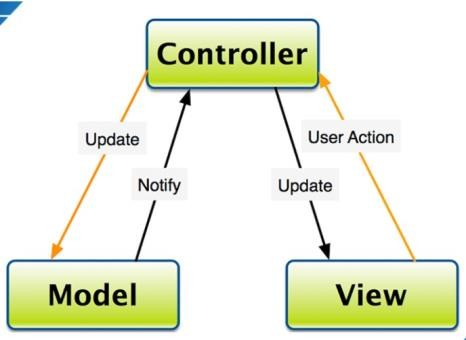 Controller
Update
User Action
Notify
Update
Model
View